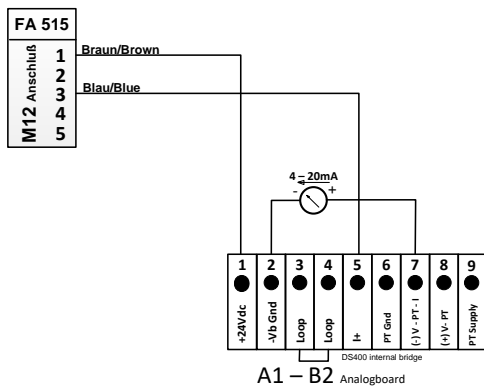 FA 515
M12 Anschluß
1 Braun/Brown
2
3 Blau/Blue
4
5
4 – 20mA
- +
1 2 3 4 5 6 7 8 9
+24Vdc
-Vb Gnd
Loop
Loop
I+
PT Gnd
(-) V - PT - I
(+) V- PT
PT Supply
DS400 internal bridge
A1 – B2 Analogboard